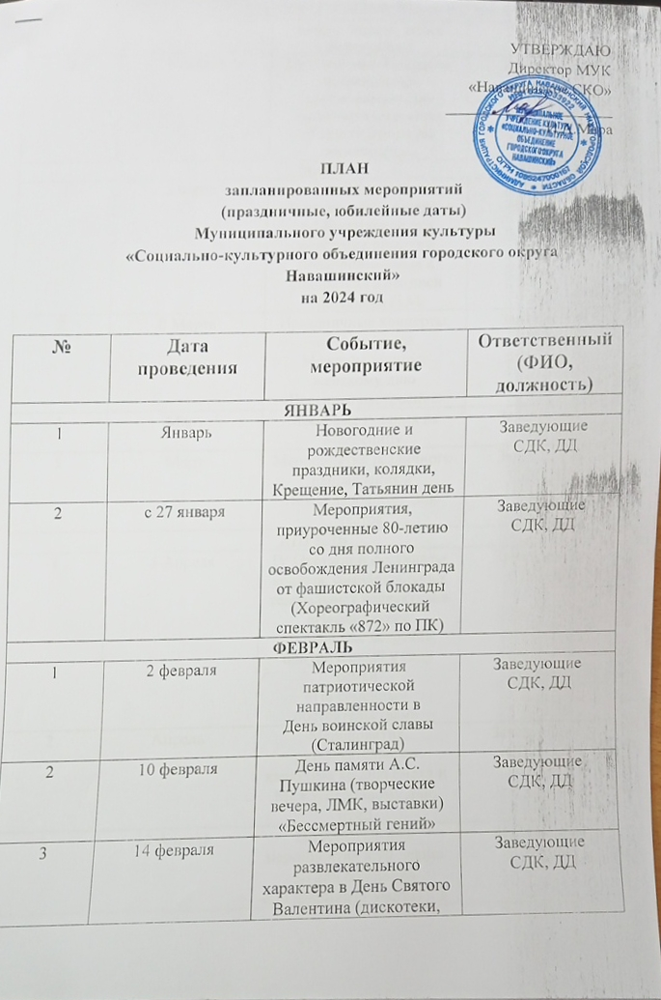 УТВЕРЖДАЮ
Директор МУК
ПЛАН
запланированных мероприятий
(праздничные, юбилейные даты)
Муниципального учреждения культуры
«Социально-культурного объединения городского округа
Навашинский»
на 2024 год
№
Дата
проведения
Событие,
мероприятие
Ответственный
(ФИО,
должность)
ЯНВАРЬ
1
Январь
Новогодние и
рождественские
праздники, колядки,
Крещение, Татьянин день
Заведующие
СДК, ДД
2
с 27 января
Мероприятия,
приуроченные 80-летию
со дня полного
освобождения Ленинграда
от фашистской блокады
(Хореографический
спектакль «872» по ПК)
Заведующие
СДК, ДД
ФЕВРАЛЬ
1
2 февраля
Мероприятия
патриотической
направленности в
День воинской славы
(Сталинград)
Заведующие
СДК, ДД
2
10 февраля
День памяти А.С.
Пушкина (творческие
вечера, ЛМК, выставки)
«Бессмертный гений»
Заведующие
СДК, ДД
3
14 февраля
Мероприятия
развлекательного
характера в День Святого
Валентина (дискотеки,
Заведующие
СДК, ДД